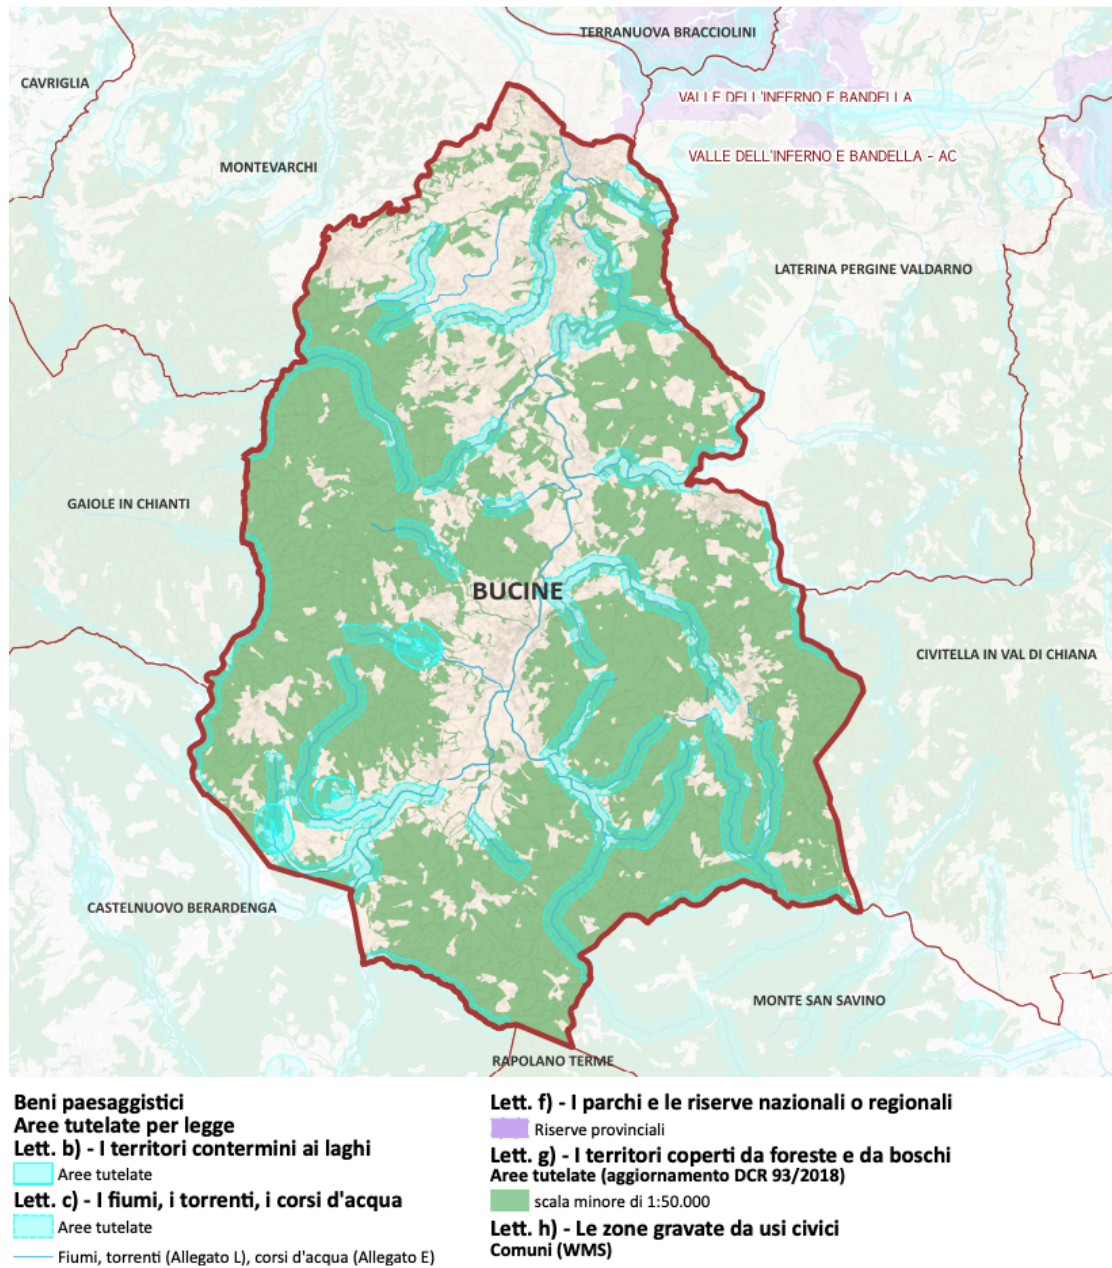 TERRANUOVA BRACCIOLINI
CAVRIGLIA
VALLE DELL'INFERNO E BANDELLA
VALLE DELL'INFERNO E BANDELLA - AC
MONTEVARCHI
LATERINA PERGINE VALDARNO
GAIOLE IN CHIANTI
BUCINE
CIVITELLA IN VAL DI CHIANA
CASTELNUOVO BERARDENGA
MONTE SAN SAVINO
RAPOLANO TERME
Beni paesaggistici
Aree tutelate per legge
Lett. b) - I territori contermini ai laghi
Aree tutelate
Lett. c) - I fiumi, i torrenti, i corsi d'acqua
Aree tutelate
Fiumi, torrenti (Allegato L), corsi d'acqua (Allegato E)
Lett. f) - I parchi e le riserve nazionali o regionali
Riserve provinciali
Lett. g) - I territori coperti da foreste e da boschi
Aree tutelate (aggiornamento DCR 93/2018)
scala minore di 1:50.000
Lett. h) - Le zone gravate da usi civici
Comuni (WMS)